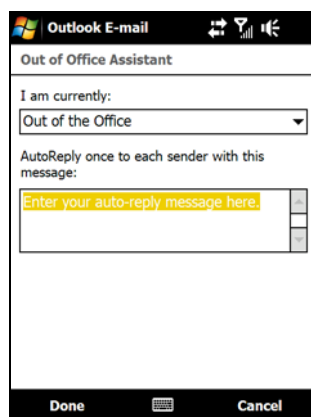 Outlook E-mail
Out of Office Assistant
I am currently:
Out of the Office
AutoReply once to each sender with this
message:
Enter your auto-reply message here.
Done
Cancel